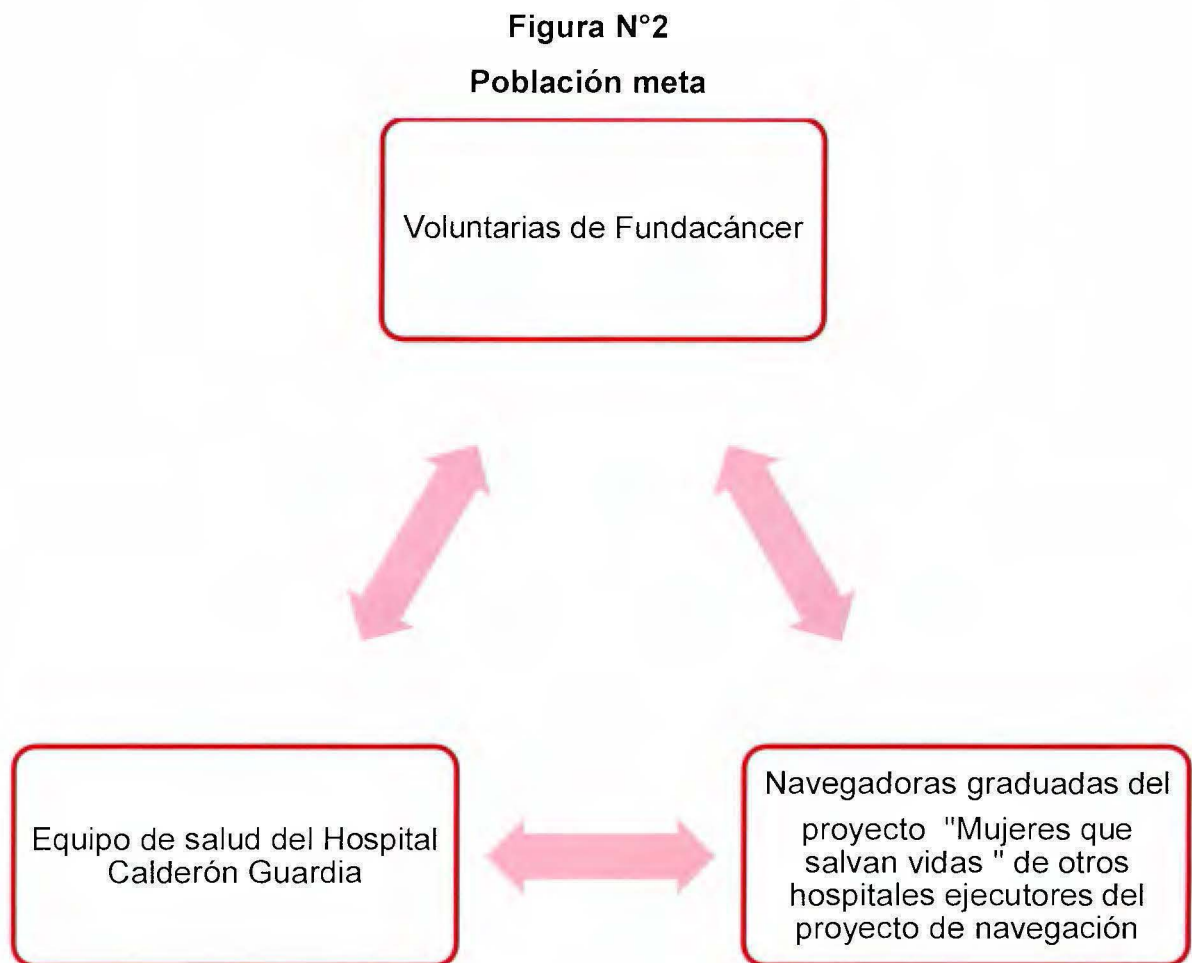 Figura N°2
Población meta
Voluntarias de Fundacáncer
Equipo de salud del Hospital
Calderón Guardia
Navegadoras graduadas del
proyecto "Mujeres que
salvan vidas " de otros
hospitales ejecutores del
proyecto de navegación